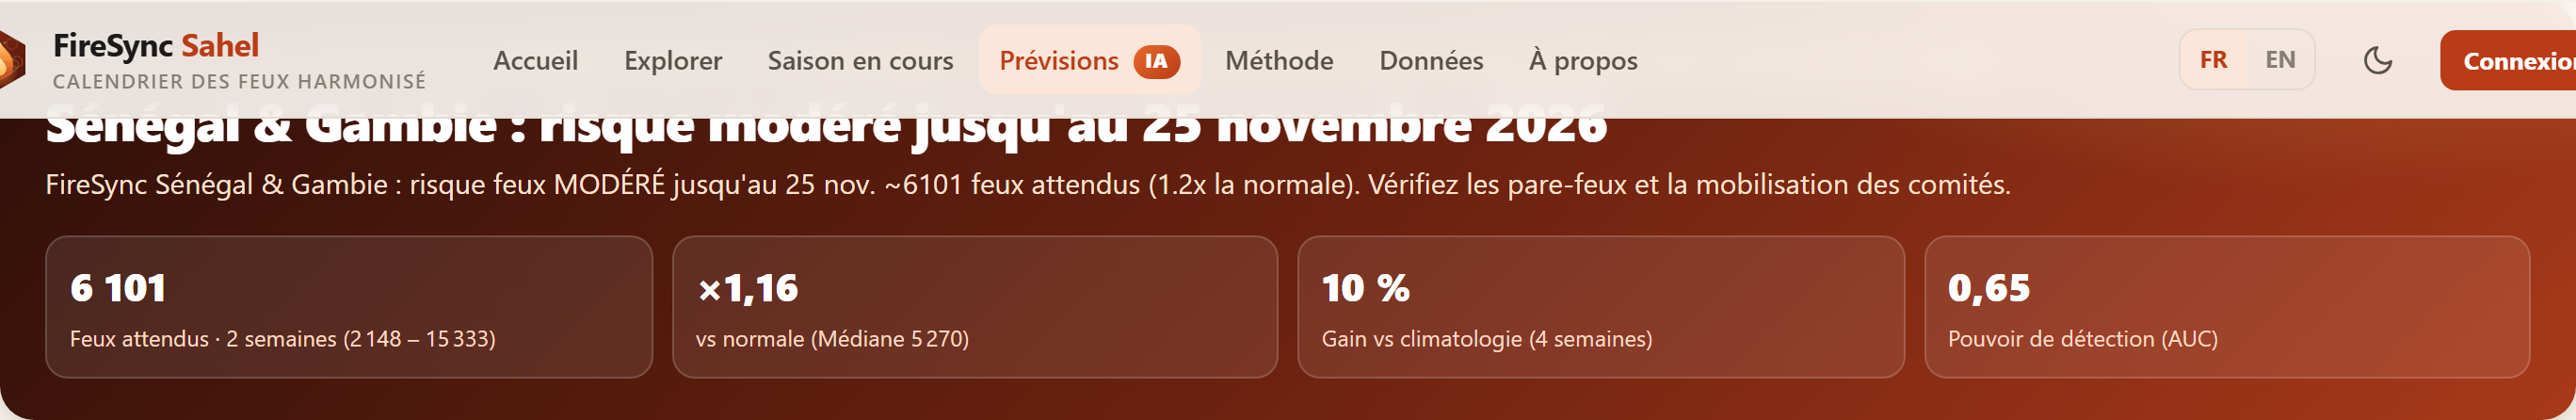 FireSync Sahel
CALENDRIER DES FEUX HARMONISÉ
Accueil Explorer Saison en cours Prévisions IA Méthode Données À propos
FR EN
Connexion
Sénégal & Gambie : risque modéré jusqu'au 25 novembre 2026
FireSync Sénégal & Gambie : risque feux MODÉRÉ jusqu'au 25 nov. ~6101 feux attendus (1.2x la normale). Vérifiez les pare-feux et la mobilisation des comités.
6 101
Feux attendus · 2 semaines (2 148 – 15 333)
×1,16
vs normale (Médiane 5 270)
10 %
Gain vs climatologie (4 semaines)
0,65
Pouvoir de détection (AUC)